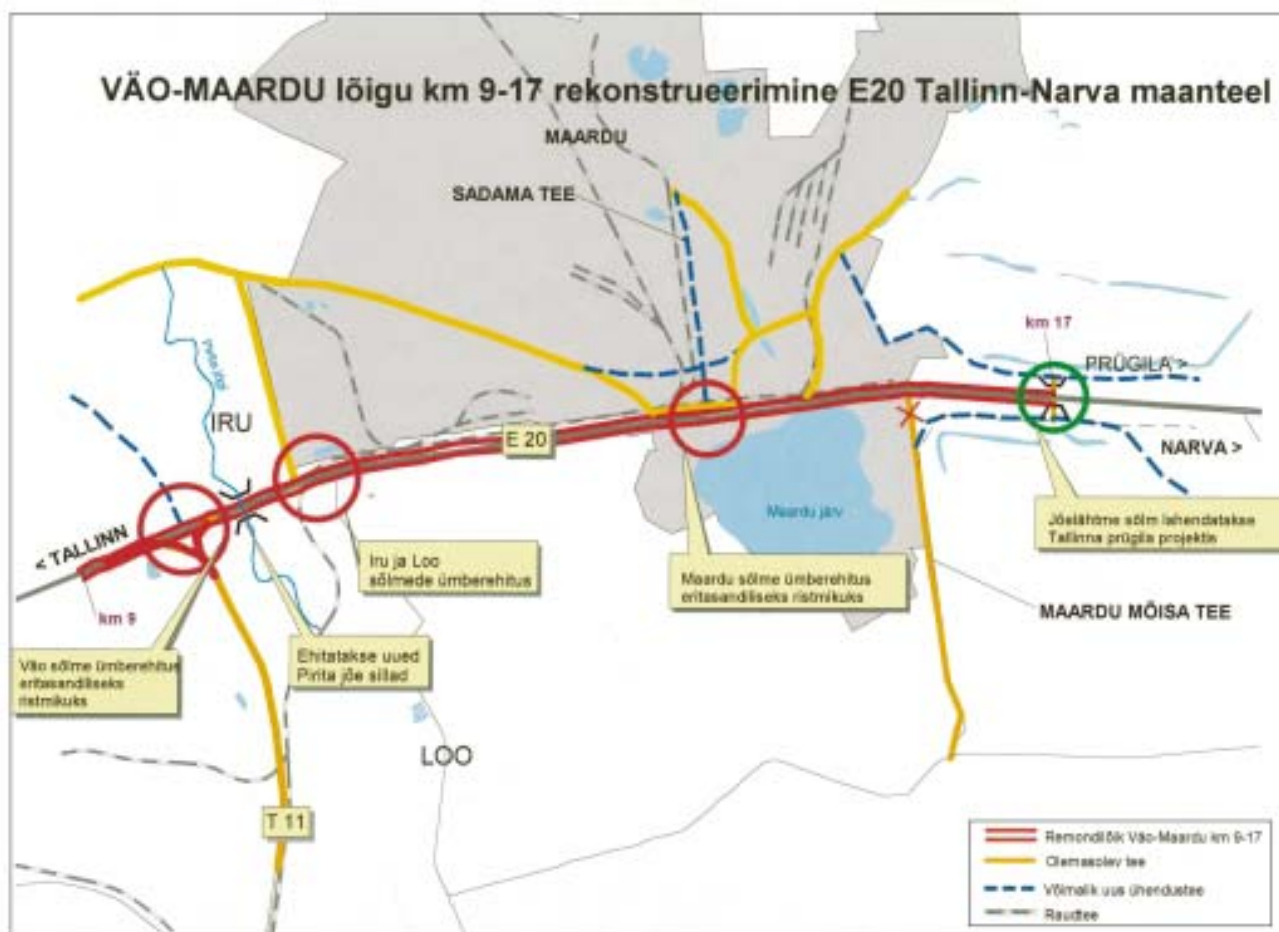 VÄO-MAARDU lõigu km 9-17 rekonstrueerimine E20 Tallinn-Narva maanteel
MAARDU
SADAMA TEE
km 17
PRÜGILA >
Pirita jõgi
IRU
E 20
NARVA >
Maardu järv
< TALLINN
km 9
Iru ja Loo
sõlmede ümberehitus
Maardu sõlme ümberehitus
eritasandiliseks ristmikuks
Jõelähtme sõlm lahendatakse
Tallinna prügila projektis
MAARDU MÕISA TEE
Väo sõlme ümberehitus
eritasandiliseks
ristmikuks
Ehitatakse uued
Pirita jõe sillad
LOO
T 11
Remondilõik Väo-Maardu km 9-17
Olemasolev tee
Võimalik uus ühendustee
Raudtee